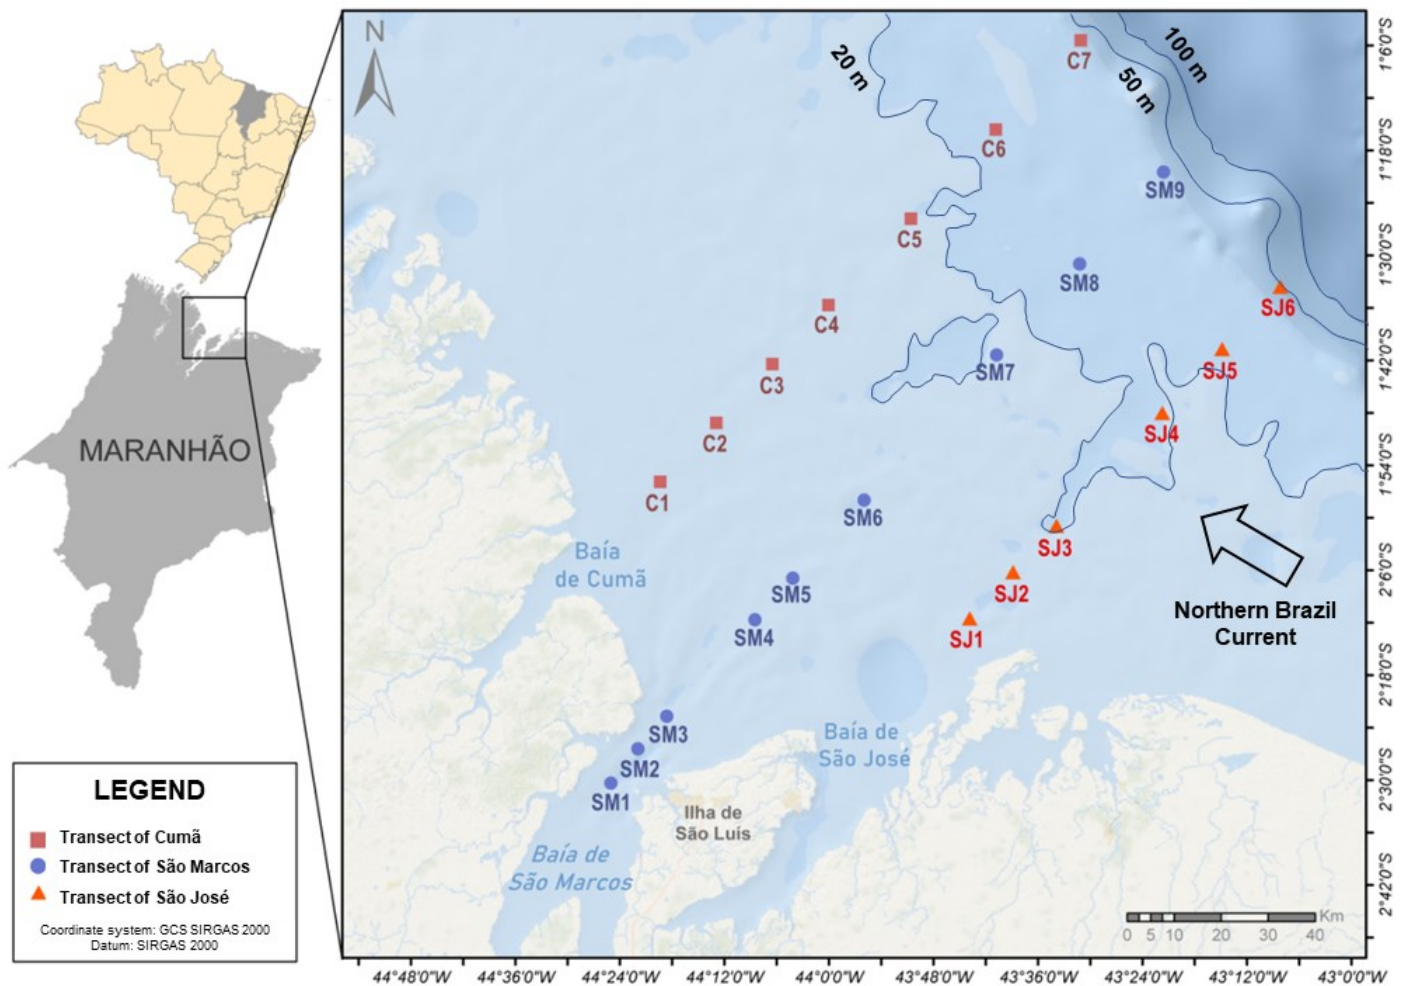 N
20 m
50 m
100 m
C7
C6
SM9
C5
SM8
SJ6
C4
SM7
SJ5
C3
C2
SJ4
C1
SM6
SJ3
Baía
de Cumã
SM5
SJ2
SM4
SJ1
Northern Brazil
Current
SM3
SM2
SM1
Baía de
São José
Ilha de
São Luís
Baía de
São Marcos
MARANHÃO
LEGEND
Transect of Cumã
Transect of São Marcos
Transect of São José
Coordinate system: GCS SIRGAS 2000
Datum: SIRGAS 2000
Km
0 5 10 20 30 40
1°6'0"S
1°18'0"S
1°30'0"S
1°42'0"S
1°54'0"S
2°6'0"S
2°18'0"S
2°30'0"S
2°42'0"S
44°48'0"W 44°36'0"W 44°24'0"W 44°12'0"W 44°0'0"W 43°48'0"W 43°36'0"W 43°24'0"W 43°12'0"W 43°0'0"W